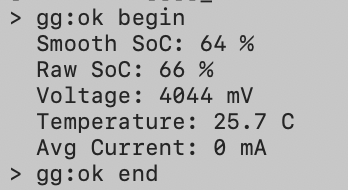 > gg:ok begin
Smooth SoC: 64 %
Raw SoC: 66 %
Voltage: 4044 mV
Temperature: 25.7 C
Avg Current: 0 mA
> gg:ok end